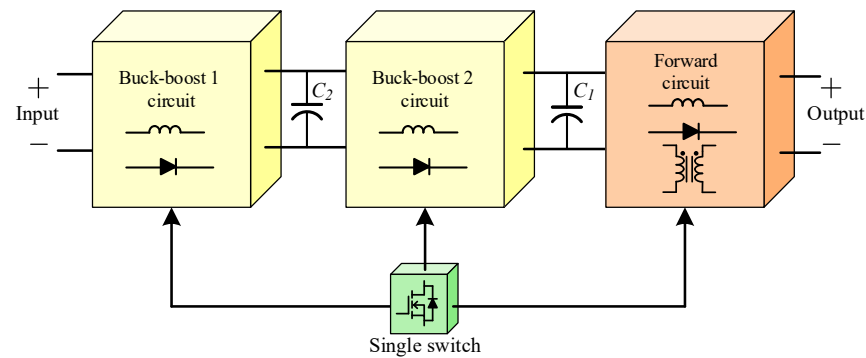 Buck-boost 1
circuit
Buck-boost 2
circuit
Forward
circuit
+
Input
−
C2
C1
+
Output
−
Single switch